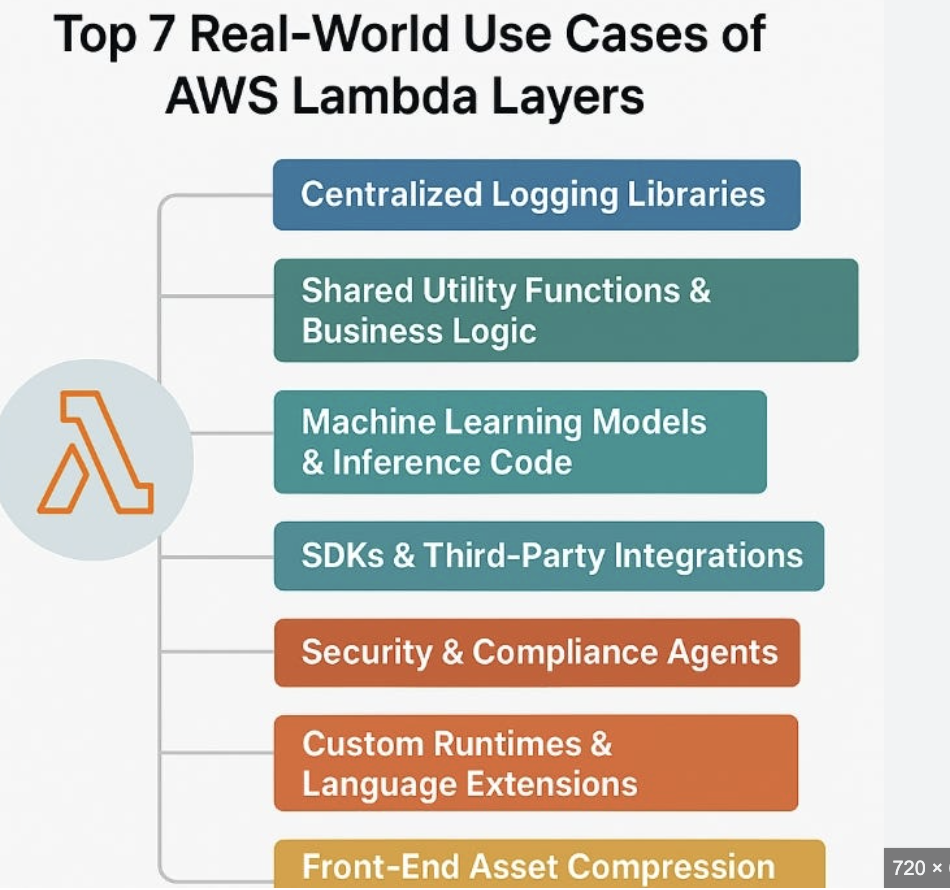 Top 7 Real-World Use Cases of
AWS Lambda Layers
Centralized Logging Libraries
Shared Utility Functions &
Business Logic
Machine Learning Models
& Inference Code
SDKs & Third-Party Integrations
Security & Compliance Agents
Custom Runtimes &
Language Extensions
Front-End Asset Compression
720 ×